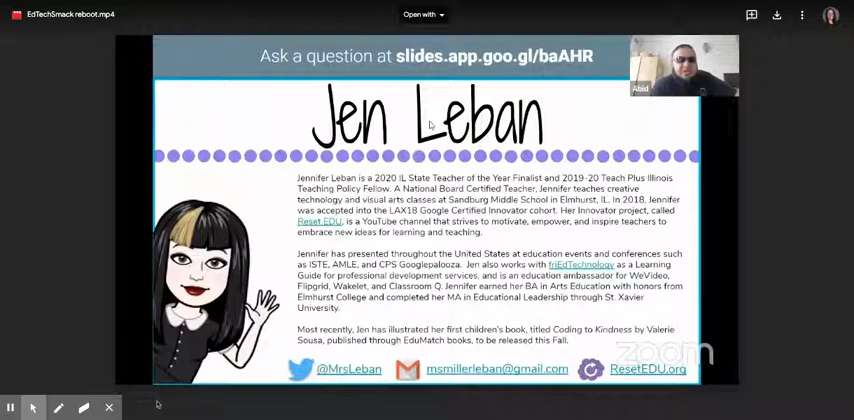 EdTechSmack reboot.mp4
Open with
Ask a question at slides.app.goo.gl/baAHR
Abid
Jen Leban
Jennifer Leban is a 2020 IL State Teacher of the Year Finalist and 2019-20 Teach Plus Illinois
Teaching Policy Fellow. A National Board Certified Teacher, Jennifer teaches creative
technology and visual arts classes at Sandburg Middle School in Elmhurst, IL. In 2018, Jennifer
was accepted into the LAX18 Google Certified Innovator cohort. Her Innovator project, called
Reset EDU, is a YouTube channel that strives to motivate, empower, and inspire teachers to
embrace new ideas for learning and teaching.
Jennifer has presented throughout the United States at education events and conferences such
as ISTE, AMLE, and CPS Googlepalooza. Jen also works with friEdTechnology as a Learning
Guide for professional development services, and is an education ambassador for WeVideo,
Flipgrid, Wakelet, and Classroom Q. Jennifer earned her BA in Arts Education with honors from
Elmhurst College and completed her MA in Educational Leadership through St. Xavier
University.
Most recently, Jen has illustrated her first children's book, titled Coding to Kindness by Valerie
Sousa, published through EduMatch books, to be released this Fall.
zoom
@MrsLeban msmillerleban@gmail.com ResetEDU.org